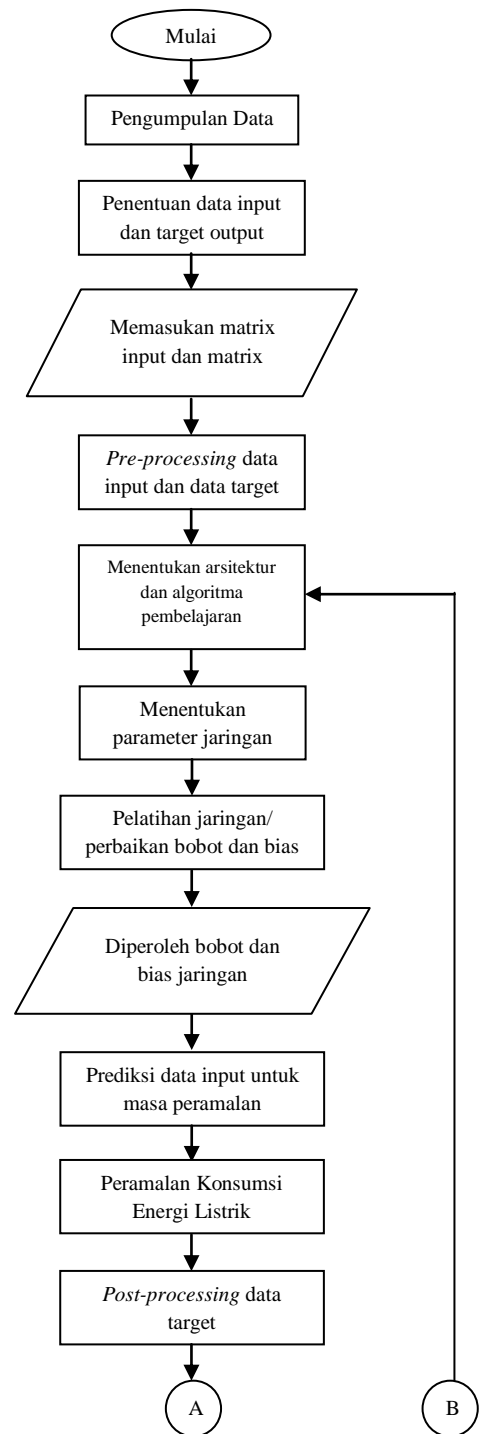 Mulai
Pengumpulan Data
Penentuan data input
dan target output
Memasukan matrix
input dan matrix
Pre-processing data
input dan data target
Menentukan arsitektur
dan algoritma
pembelajaran
Menentukan
parameter jaringan
Pelatihan jaringan/
perbaikan bobot dan bias
Diperoleh bobot dan
bias jaringan
Prediksi data input untuk
masa peramalan
Peramalan Konsumsi
Energi Listrik
Post-processing data
target
A
B